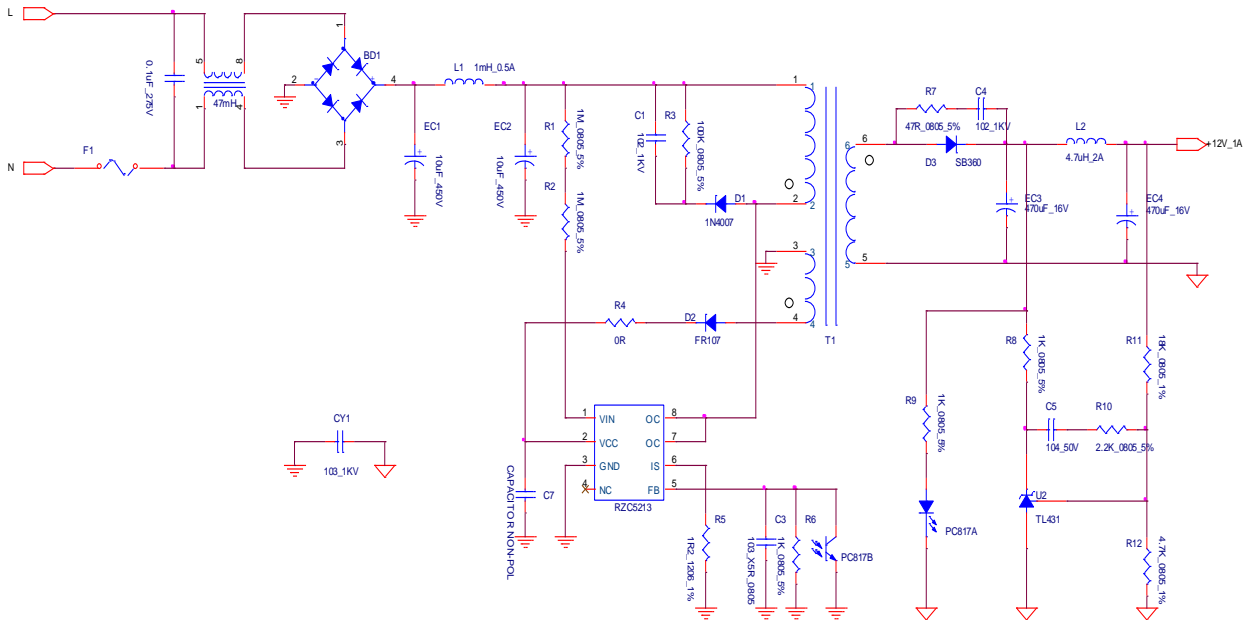 L
N
F1
0.1uF_275V
5
8
1
4
47mH
1
2
3
4
BD1
L1 1mH_0.5A
EC1
10uF_450V
EC2
10uF_450V
R1
1M_0805_5%
R2
1M_0805_5%
C1
102_1KV
R3
100K_0805_5%
D1
1N4007
1
1
2
2
3
3
4
4
6
6
5
5
T1
R7
47R_0805_5%
C4
102_1KV
D3 SB360
L2
4.7uH_2A
+12V_1A
EC3
470uF_16V
EC4
470uF_16V
R4
0R
D2
FR107
R8
1K_0805_5%
R11
18K_0805_1%
R9
1K_0805_5%
C5
104_50V
R10
2.2K_0805_5%
U2
TL431
PC817A
R12
4.7K_0805_1%
CY1
103_1KV
CAPACITOR NON-POL
C7
1 VIN OC 8
2 VCC OC 7
3 GND IS 6
4 NC FB 5
RZC5213
R5
1R2_1206_1%
C3
103_X5R_0805
R6
1K_0805_5%
PC817B